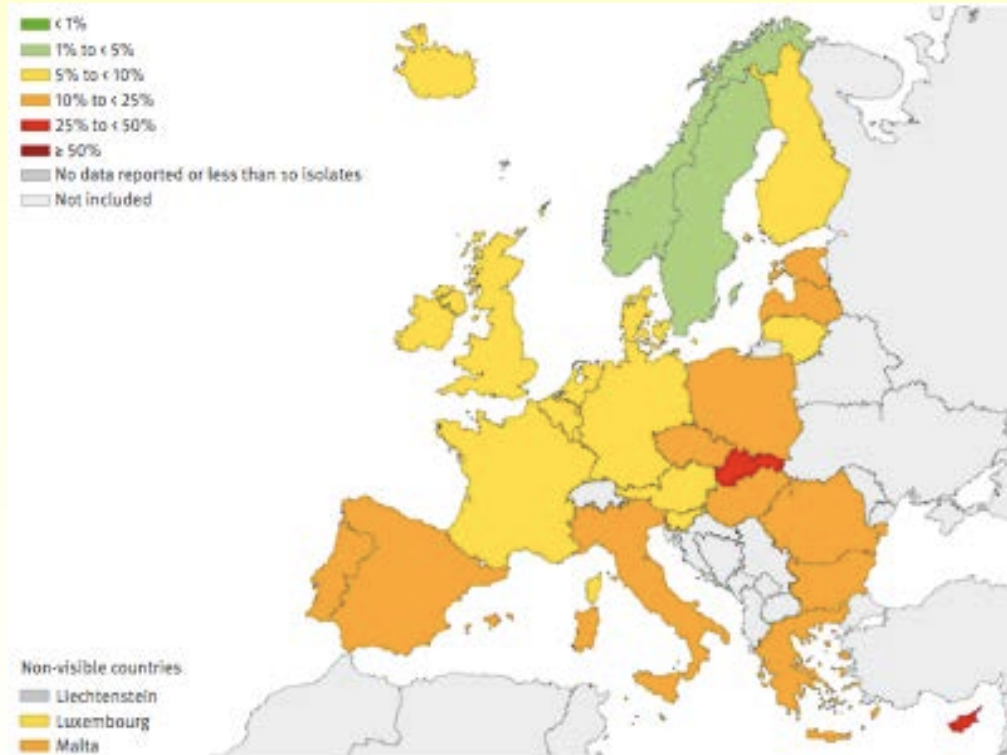 < 1%
1% to < 5%
5% to < 10%
10% to < 25%
25% to < 50%
≥ 50%
No data reported or less than 10 isolates
Not included
Non-visible countries
Liechtenstein
Luxembourg
Malta